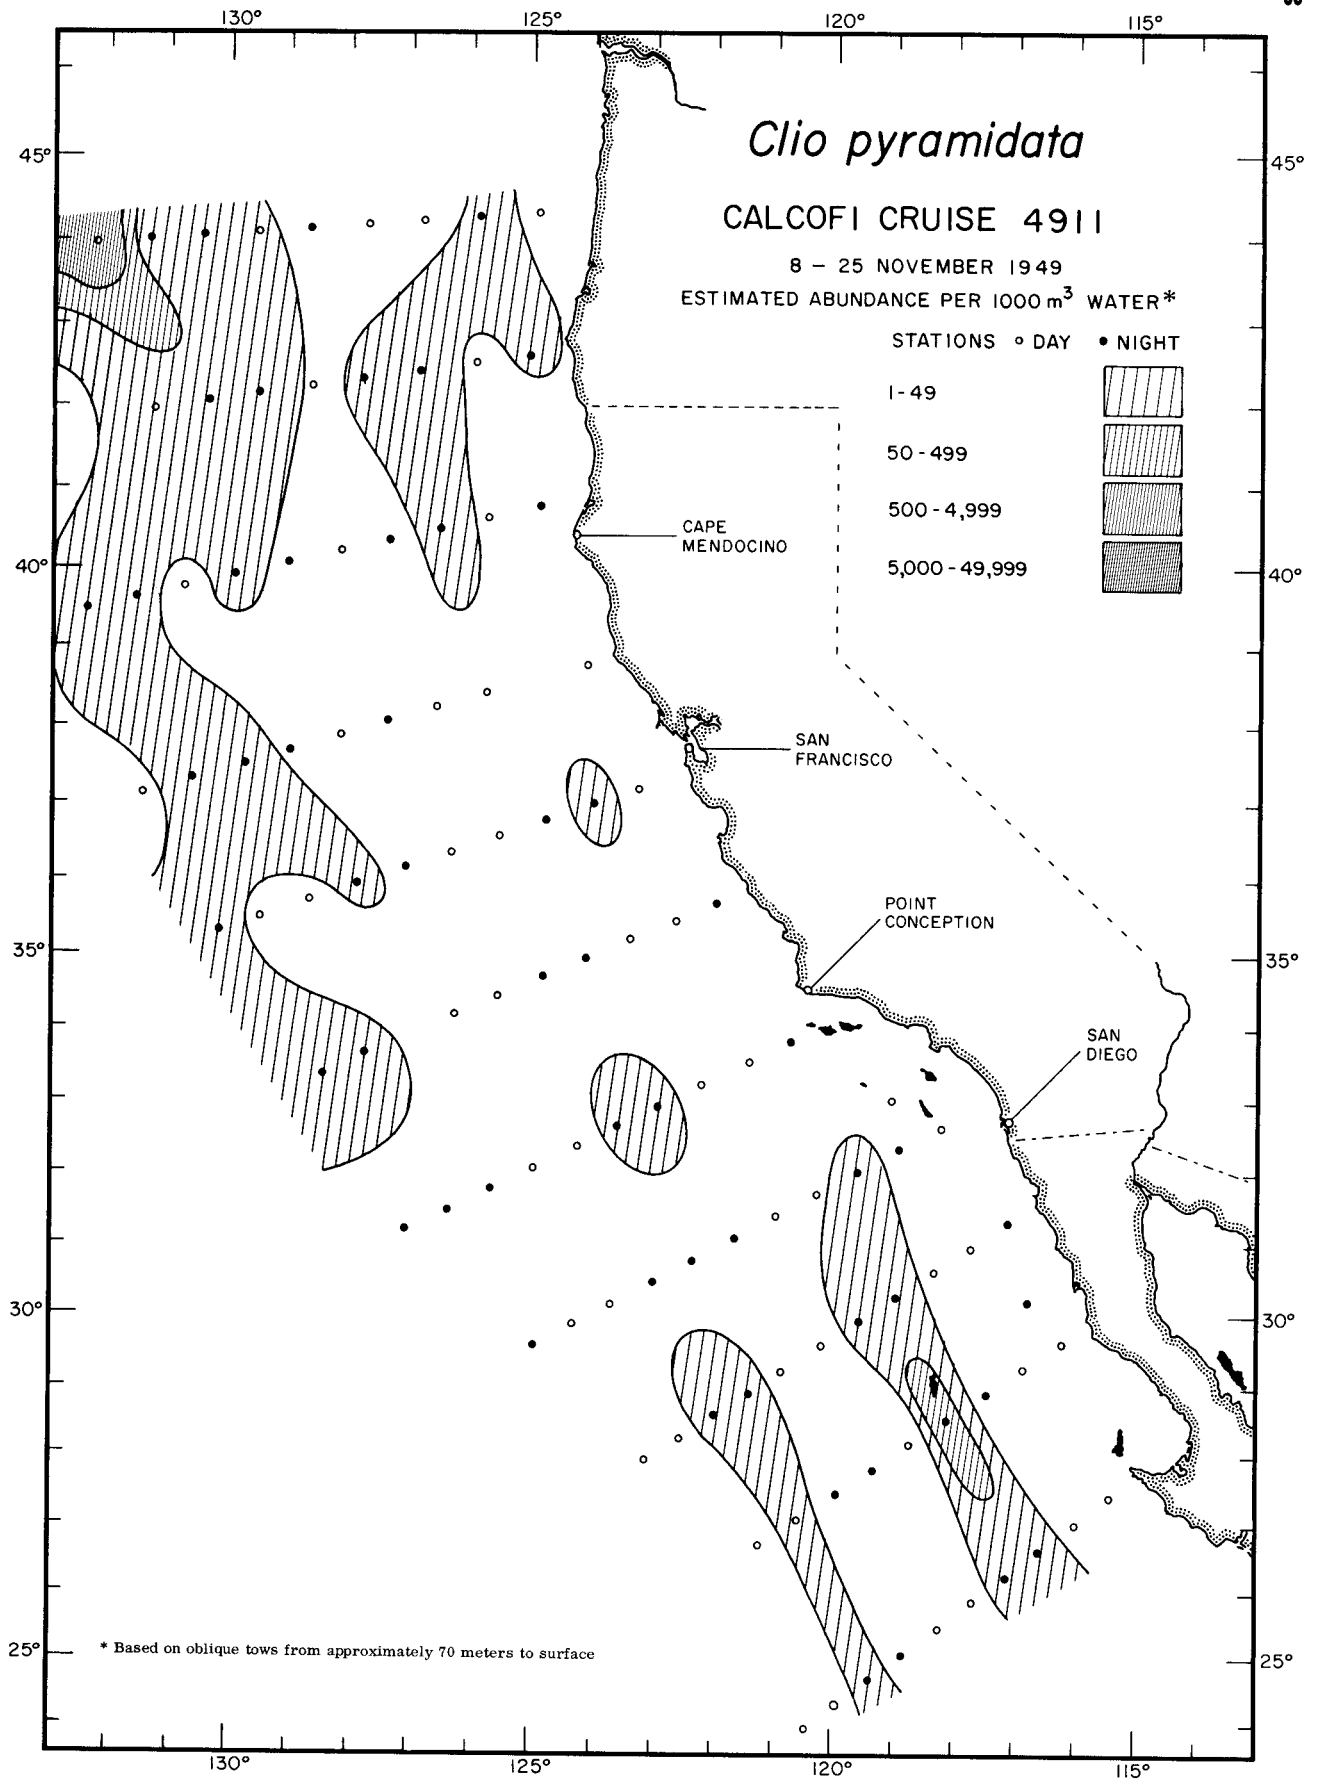 130°
125°
120°
115°
45°
45°
Clio pyramidata
CALCOFI CRUISE 4911
8 – 25 NOVEMBER 1949
ESTIMATED ABUNDANCE PER 1000 m³ WATER*
STATIONS ○ DAY ● NIGHT
1-49
50-499
500-4,999
5,000-49,999
CAPE
MENDOCINO
40°
40°
SAN
FRANCISCO
POINT
CONCEPTION
35°
35°
SAN
DIEGO
30°
30°
25°
25°
* Based on oblique tows from approximately 70 meters to surface
130°
125°
120°
115°